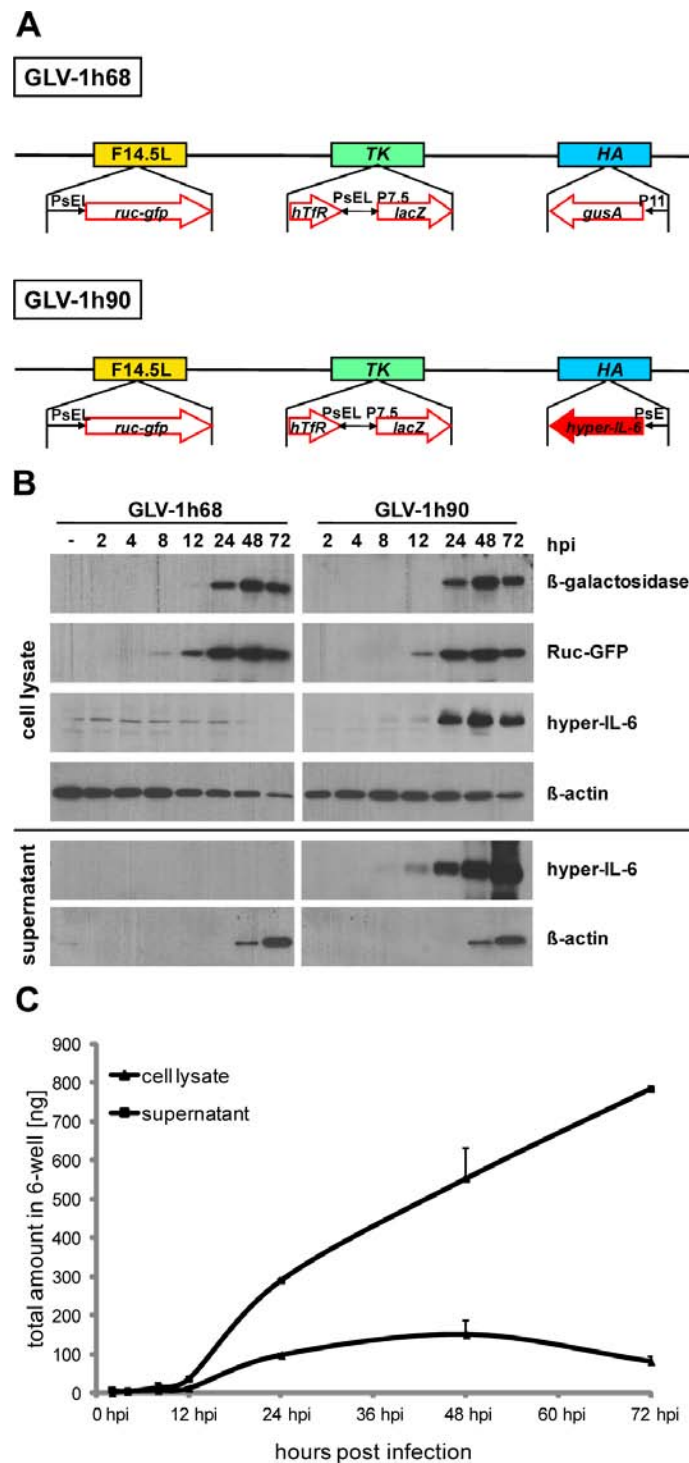 A
GLV-1h68
F14.5L TK HA
PsEL PsEL P7.5 P11
ruc-gfp hTfR lacZ gusA
GLV-1h90
F14.5L TK HA
PsEL PsEL P7.5 PsE
ruc-gfp hTfR lacZ hyper-IL-6
B
GLV-1h68 GLV-1h90
- 2 4 8 12 24 48 72 2 4 8 12 24 48 72 hpi
ß-galactosidase
Ruc-GFP
cell lysate
hyper-IL-6
ß-actin
supernatant
hyper-IL-6
ß-actin
C
900
800
700
600
500
400
300
200
100
0
cell lysate
supernatant
total amount in 6-well [ng]
0 hpi 12 hpi 24 hpi 36 hpi 48 hpi 60 hpi 72 hpi
hours post infection